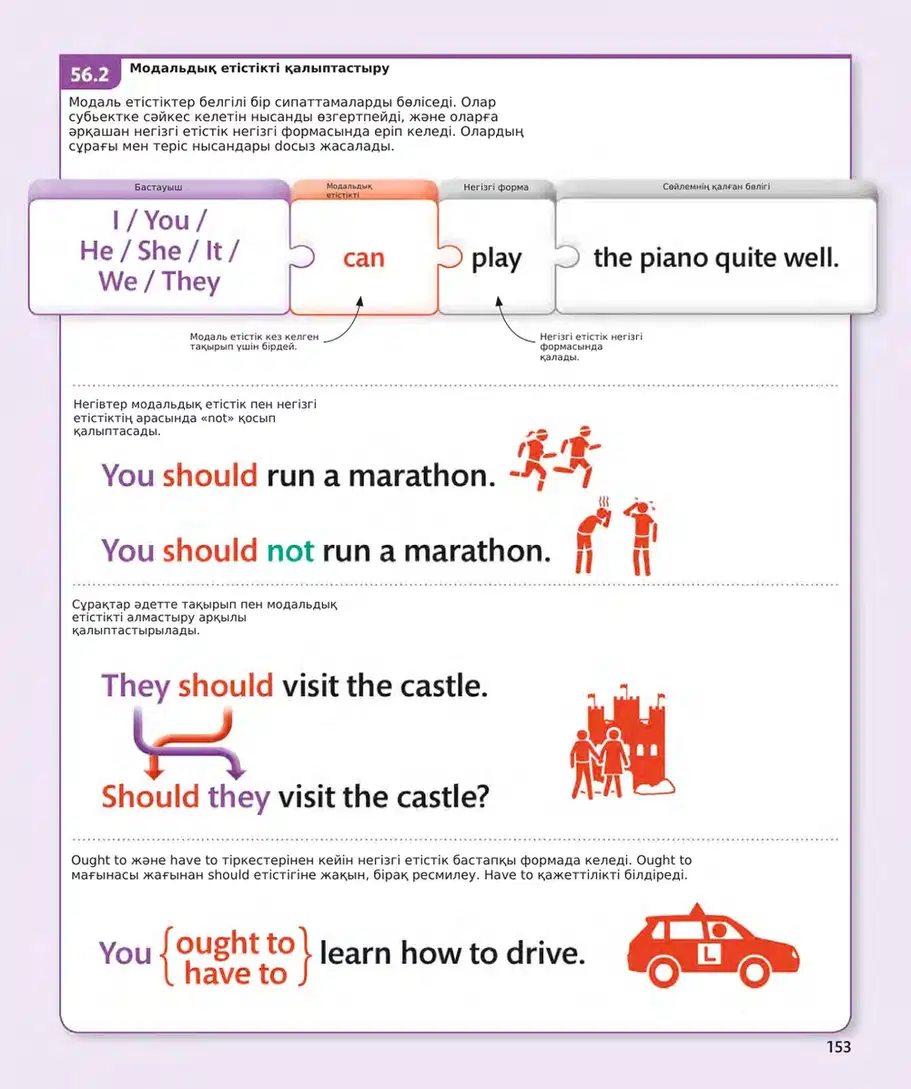 56.2 Модальдық етістікті қалыптастыру
Модаль етістіктер белгілі бір сипаттамаларды бөліседі. Олар
субьектке сәйкес келетін нысанды өзгертпейді, және оларға
әрқашан негізгі етістік негізгі формасында еріп келеді. Олардың
сұрағы мен теріс нысандары doсыз жасалады.
Бастауыш
I / You /
He / She / It /
We / They
Модальдық
етістікті
can
Негізгі форма
play
Сөйлемнің қалған бөлігі
the piano quite well.
Модаль етістік кез келген
тақырып үшін бірдей.
Негізгі етістік негізгі
формасында
қалады.
Негівтер модальдық етістік пен негізгі
етістіктің арасында «not» қосып
қалыптасады.
You should run a marathon.
You should not run a marathon.
Сұрақтар әдетте тақырып пен модальдық
етістікті алмастыру арқылы
қалыптастырылады.
They should visit the castle.
Should they visit the castle?
Ought to және have to тіркестерінен кейін негізгі етістік бастапқы формада келеді. Ought to
мағынасы жағынан should етістігіне жақын, бірақ ресмилеу. Have to қажеттілікті білдіреді.
You { ought to } learn how to drive.
have to
L
153